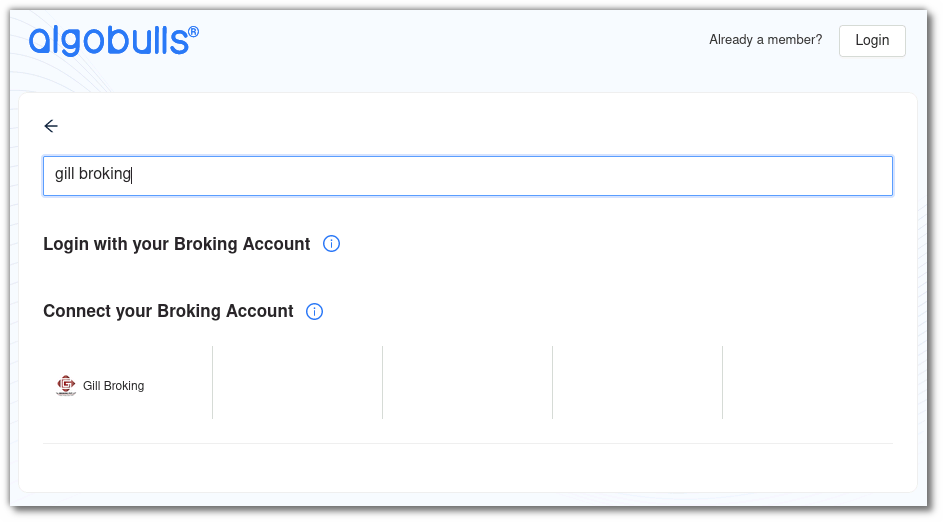 algobulls®
Already a member?
Login
gill broking
Login with your Broking Account
Connect your Broking Account
Gill Broking